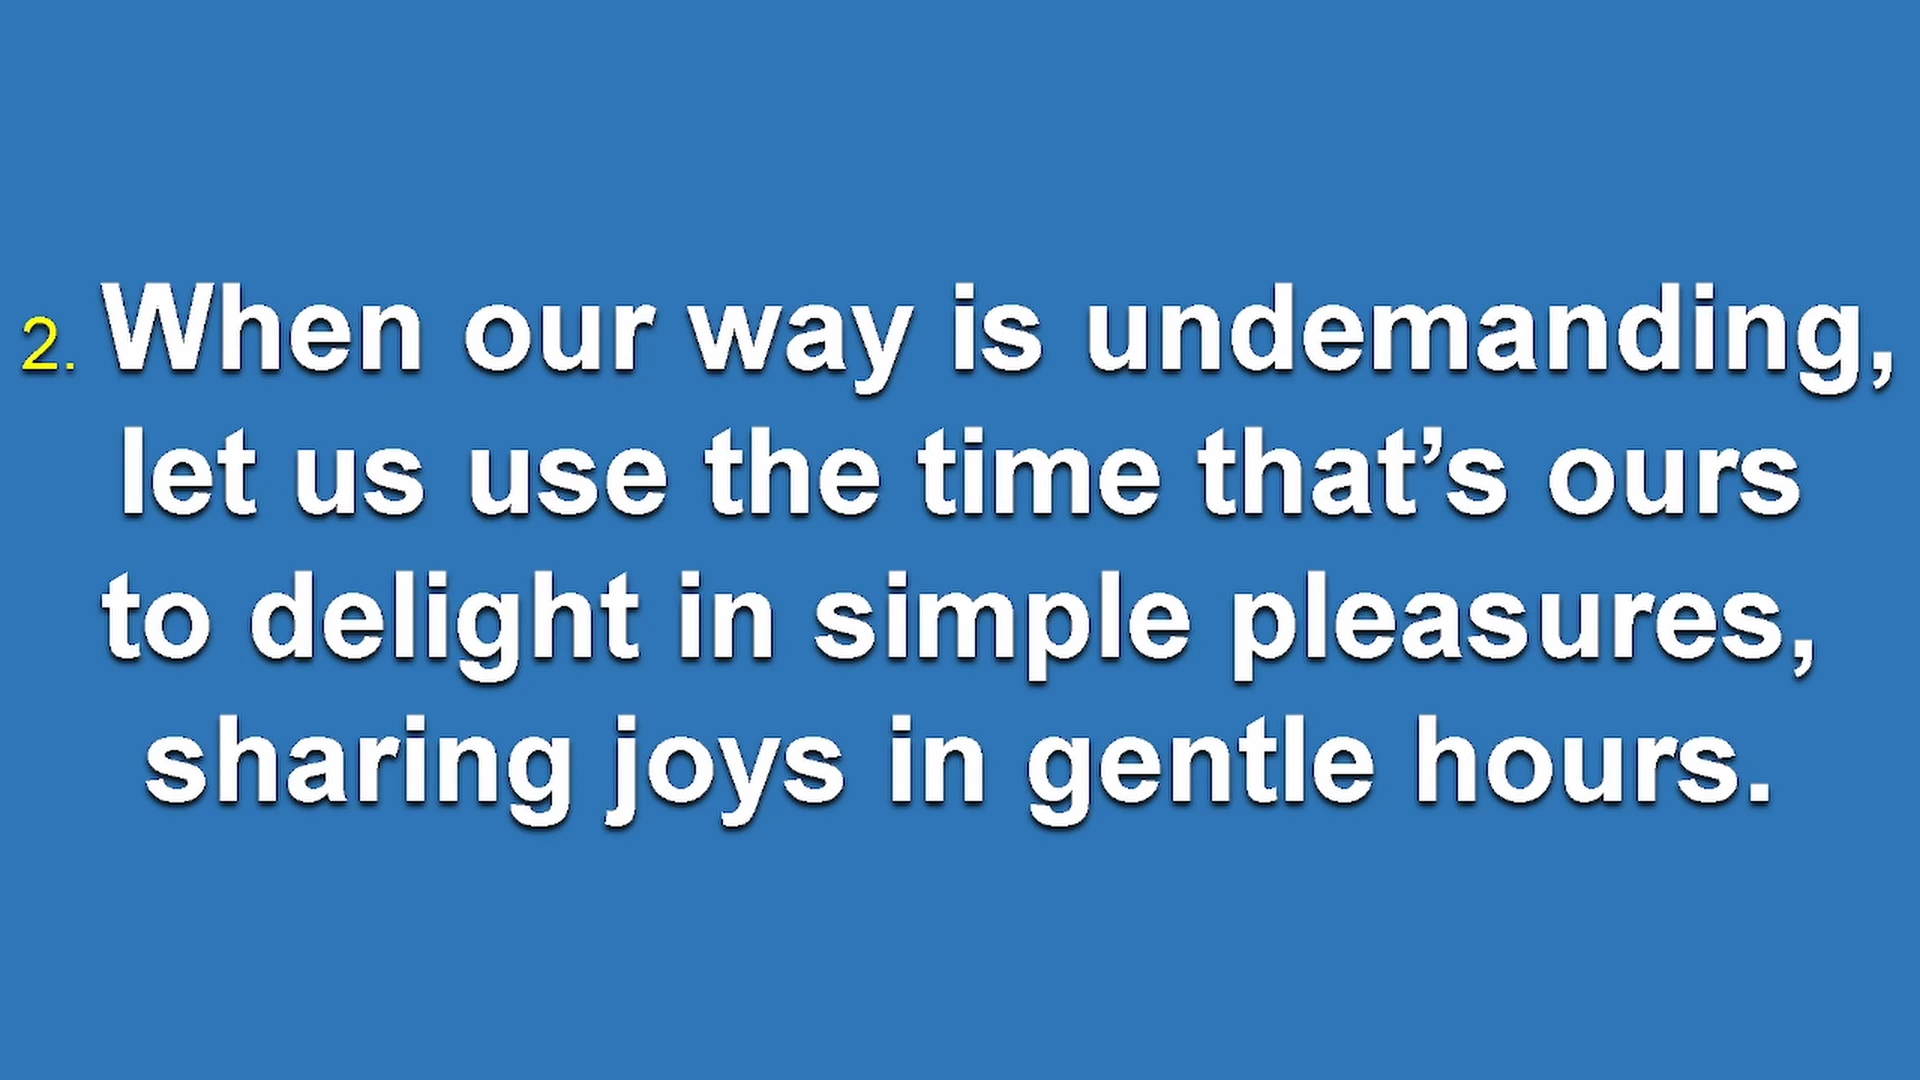 2. When our way is undemanding,
let us use the time that’s ours
to delight in simple pleasures,
sharing joys in gentle hours.